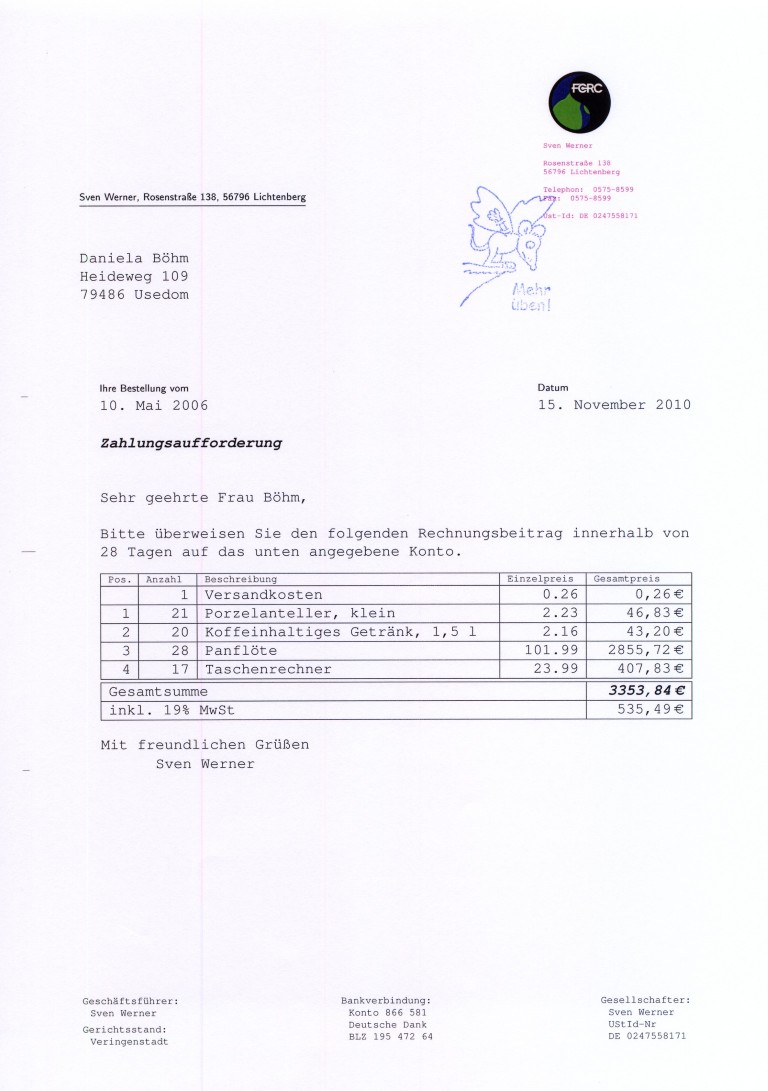 FCRC
Sven Werner
Rosenstraße 138
56796 Lichtenberg
Telephon: 0575-8599
Fax: 0575-8599
Ust-Id: DE 0247558171
Sven Werner, Rosenstraße 138, 56796 Lichtenberg
Daniela Böhm
Heideweg 109
79486 Usedom
Mehr
üben!
Ihre Bestellung vom Datum
10. Mai 2006 15. November 2010
Zahlungsaufforderung
Sehr geehrte Frau Böhm,
Bitte überweisen Sie den folgenden Rechnungsbeitrag innerhalb von
28 Tagen auf das unten angegebene Konto.
Pos. Anzahl Beschreibung Einzelpreis Gesamtpreis
1 Versandkosten 0.26 0,26€
1 21 Porzelanteller, klein 2.23 46,83€
2 20 Koffeinhaltiges Getränk, 1,5 l 2.16 43,20€
3 28 Panflöte 101.99 2855,72€
4 17 Taschenrechner 23.99 407,83€
Gesamtsumme 3353,84€
inkl. 19% MwSt 535,49€
Mit freundlichen Grüßen
Sven Werner
Geschäftsführer:
Sven Werner
Gerichtsstand:
Veringenstadt
Bankverbindung:
Konto 866 581
Deutsche Dank
BLZ 195 472 64
Gesellschafter:
Sven Werner
UStId-Nr
DE 0247558171